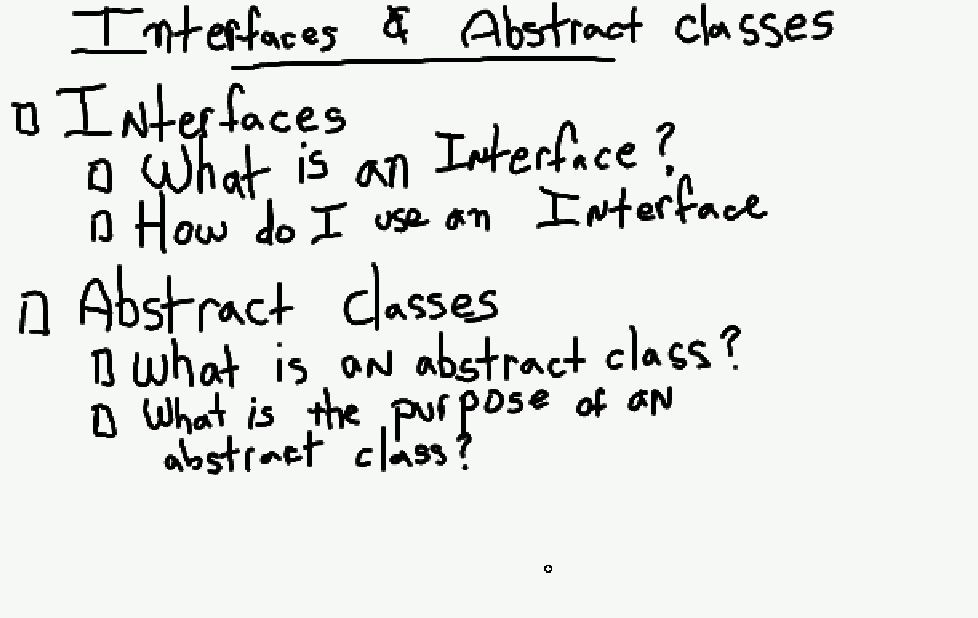 Interfaces & Abstract classes
Interfaces
What is an Interface?
How do I use an Interface
Abstract classes
What is an abstract class?
What is the purpose of an
abstract class?